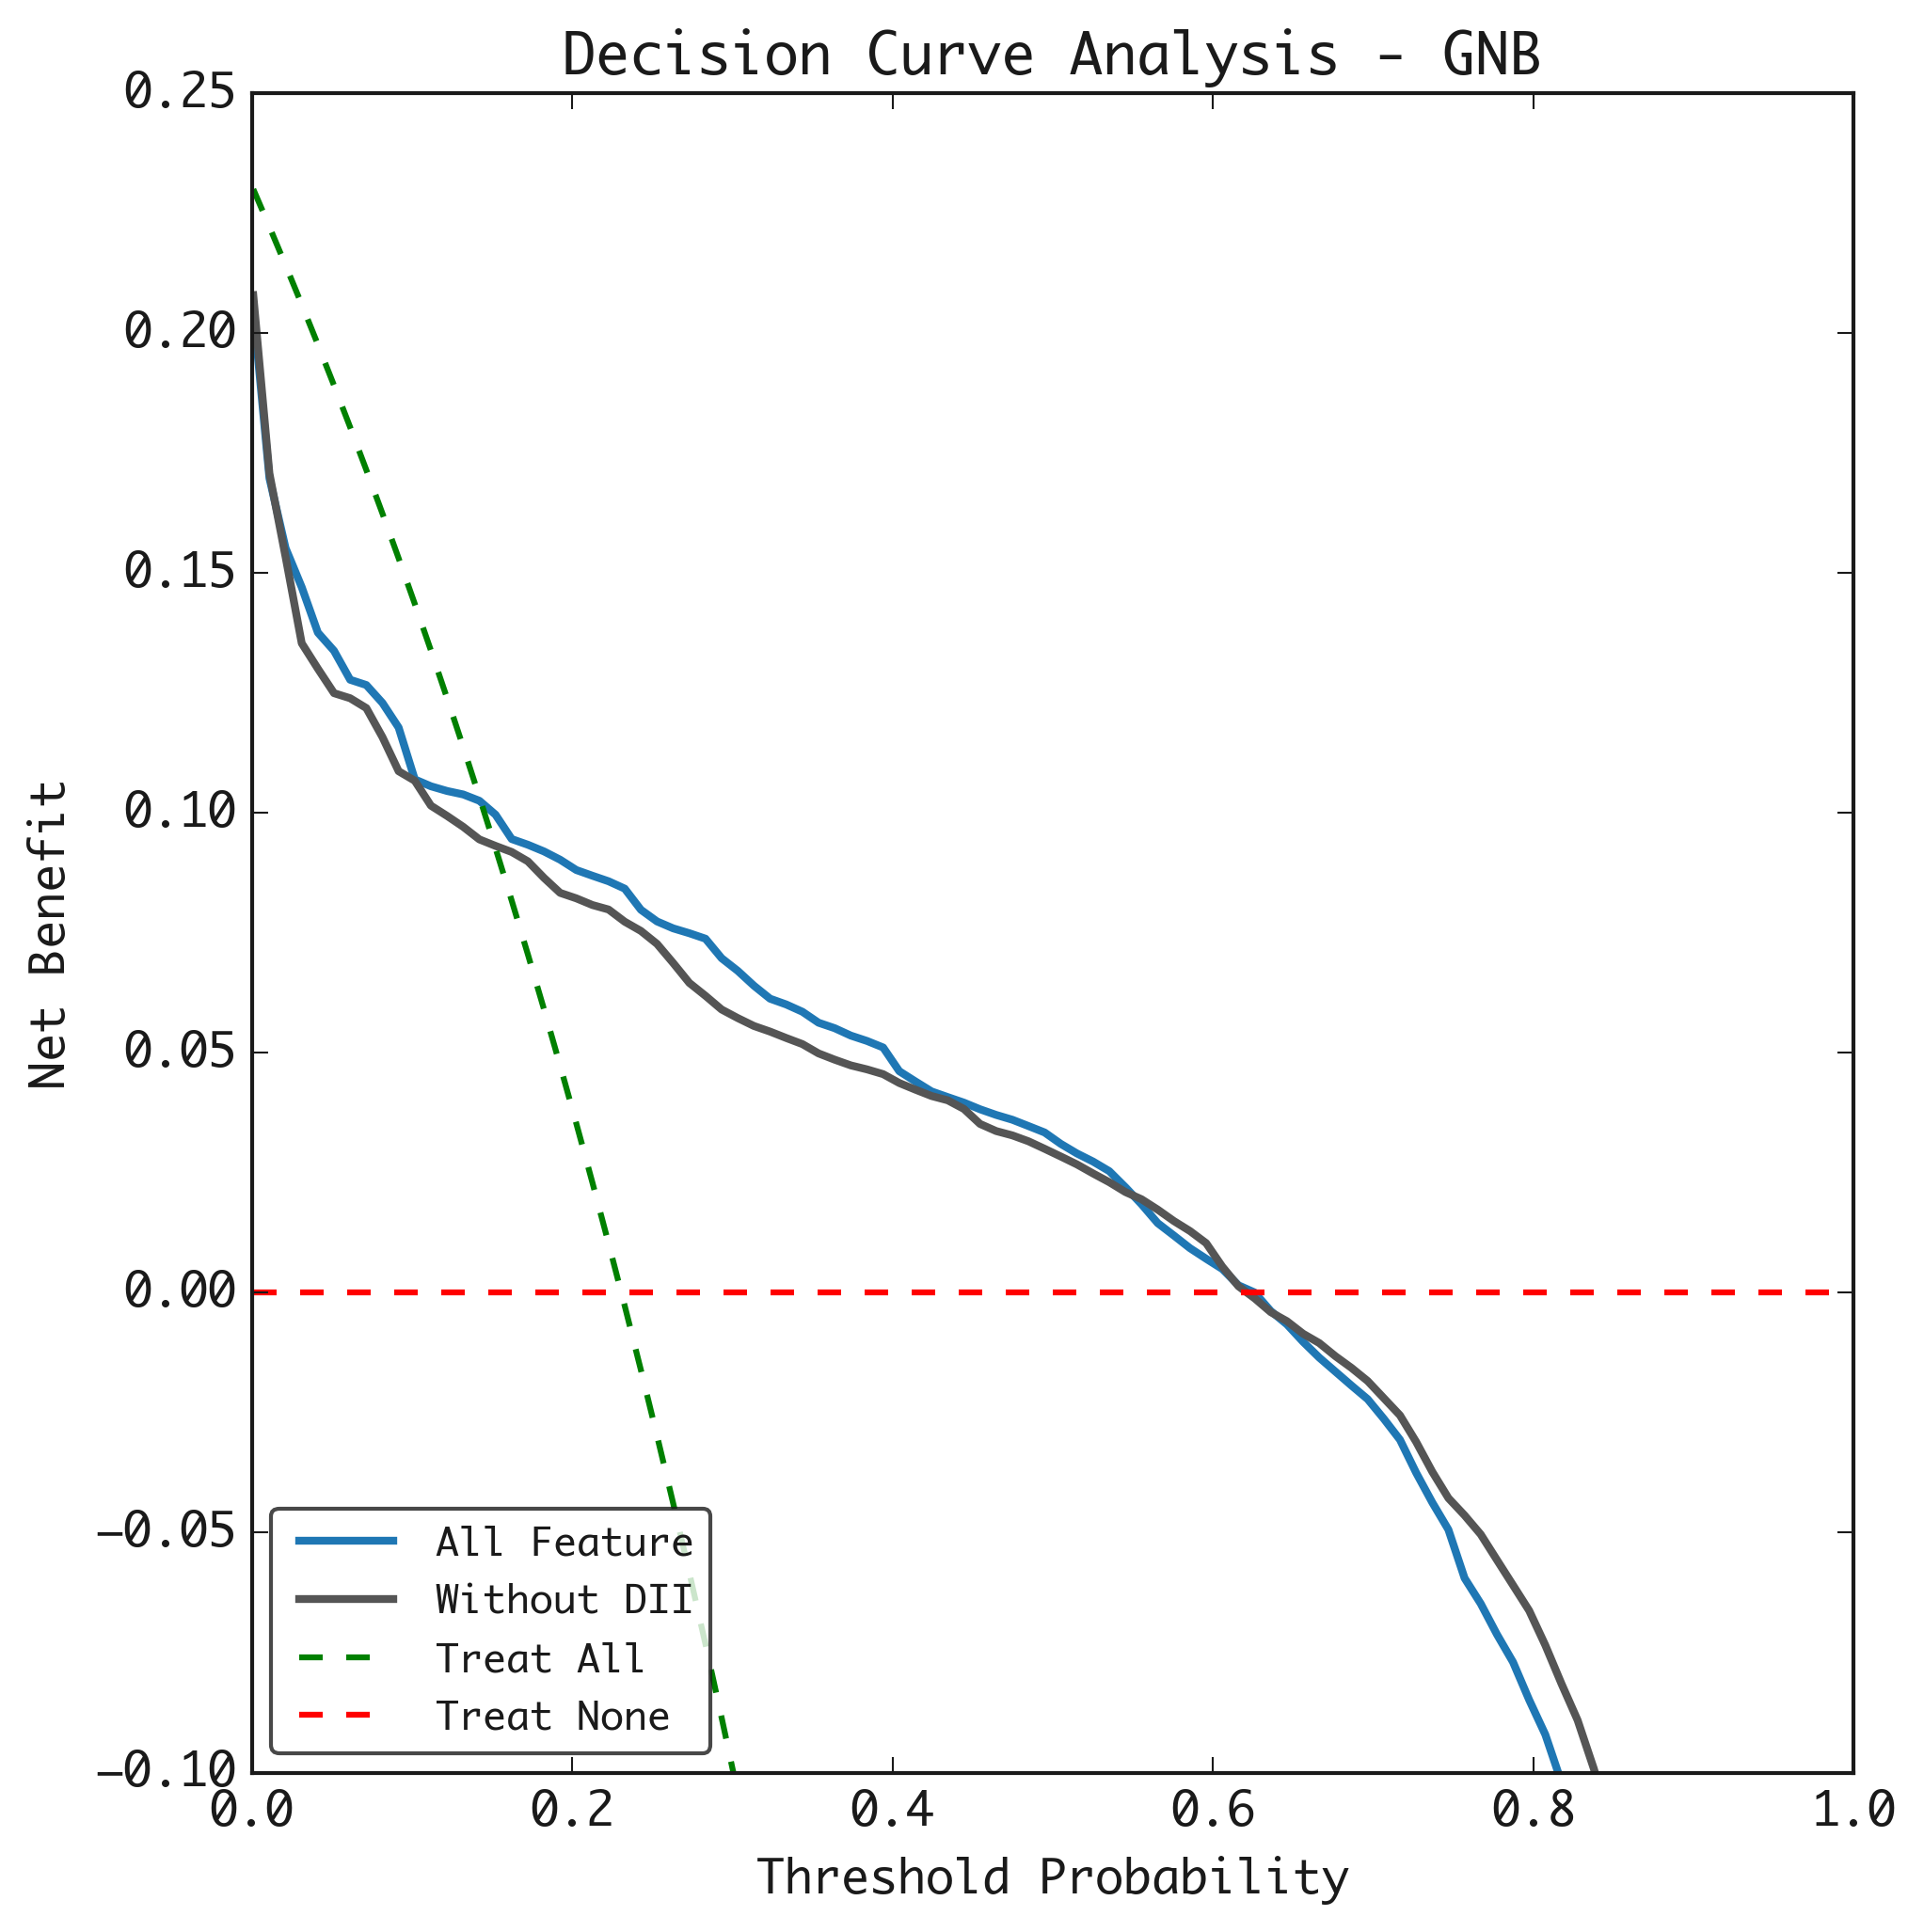 Decision Curve Analysis - GNB
0.25
0.20
0.15
0.10
0.05
0.00
−0.05
−0.10
Net Benefit
All Feature
Without DII
Treat All
Treat None
0.0 0.2 0.4 0.6 0.8 1.0
Threshold Probability